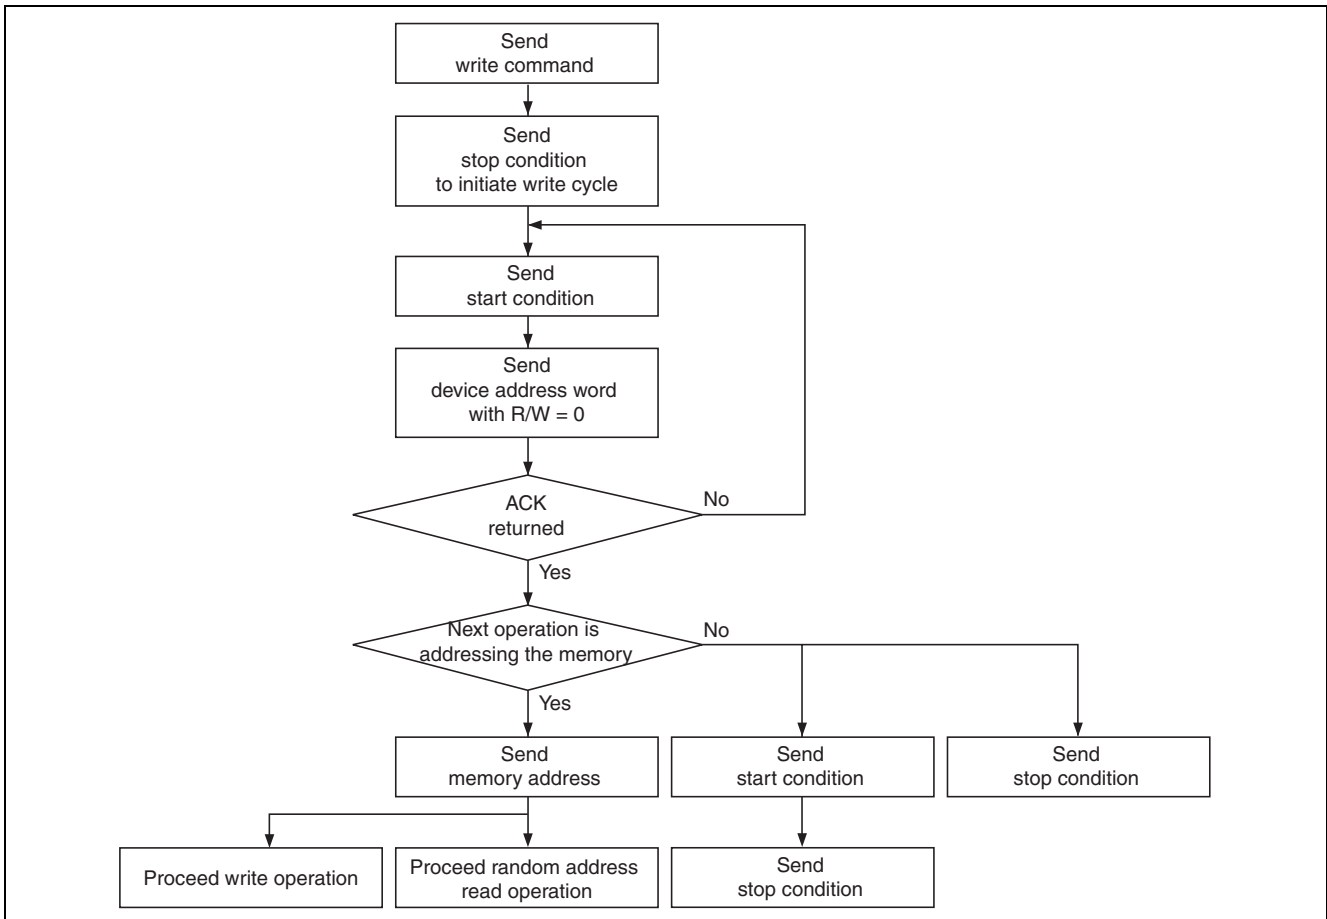 Send
write command
Send
stop condition
to initiate write cycle
Send
start condition
Send
device address word
with R/W = 0
ACK
returned
No
Yes
Next operation is
addressing the memory
No
Yes
Send
memory address
Send
start condition
Send
stop condition
Proceed write operation
Proceed random address
read operation
Send
stop condition